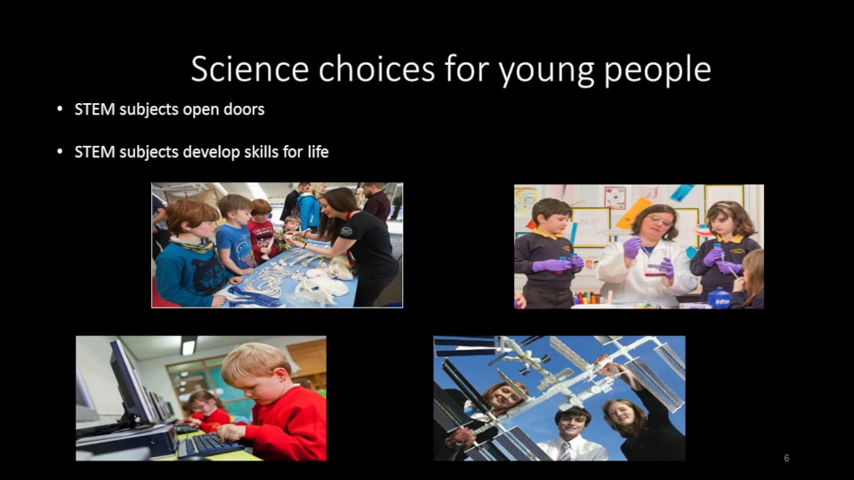 Science choices for young people
• STEM subjects open doors
• STEM subjects develop skills for life
6